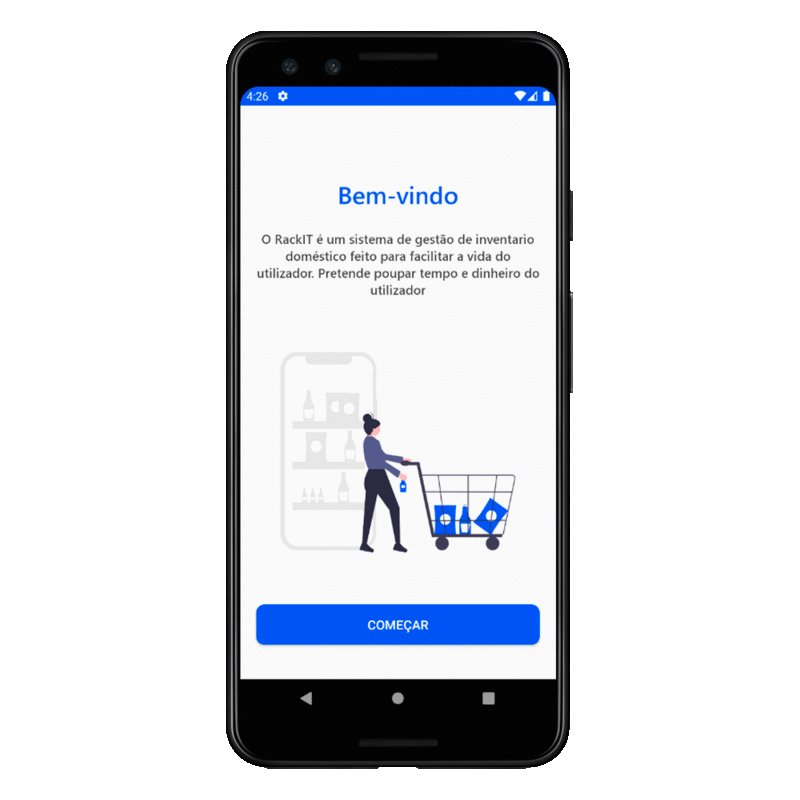 4:26
Bem-vindo
O RackIT é um sistema de gestão de inventario
doméstico feito para facilitar a vida do
utilizador. Pretende poupar tempo e dinheiro do
utilizador
COMEÇAR